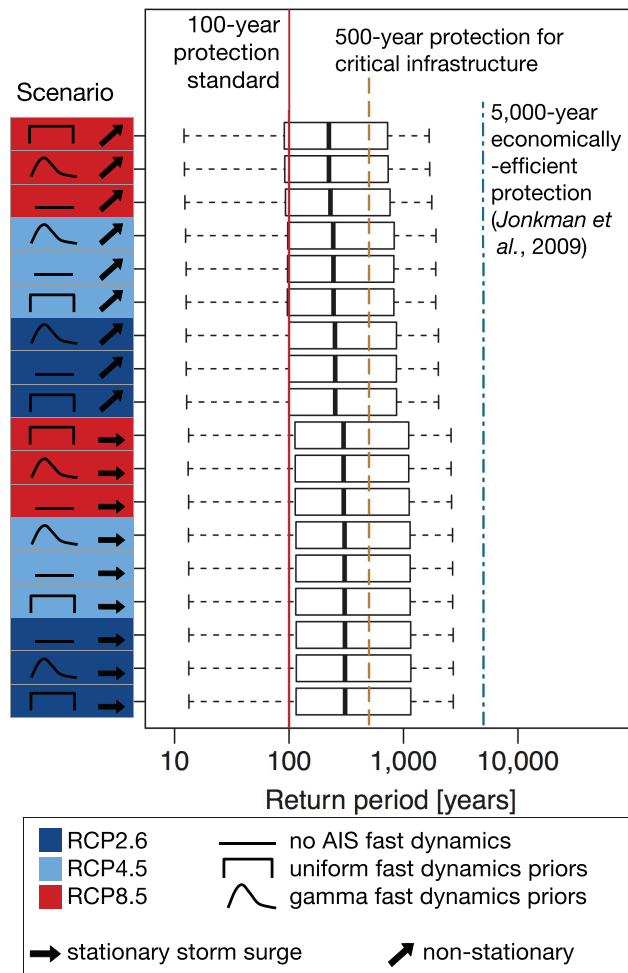 100-year
protection
standard
500-year protection for
critical infrastructure
Scenario
5,000-year
economically
-efficient
protection
(Jonkman et
al., 2009)
10
100
1,000
10,000
Return period [years]
RCP2.6
no AIS fast dynamics
RCP4.5
uniform fast dynamics priors
RCP8.5
gamma fast dynamics priors
stationary storm surge
non-stationary